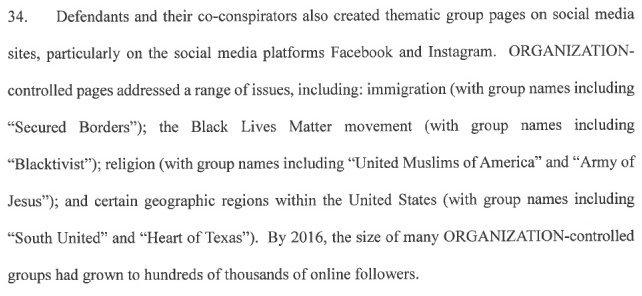 34. Defendants and their co-conspirators also created thematic group pages on social media
sites, particularly on the social media platforms Facebook and Instagram. ORGANIZATION-
controlled pages addressed a range of issues, including: immigration (with group names including
“Secured Borders”); the Black Lives Matter movement (with group names including
“Blacktivist”); religion (with group names including “United Muslims of America” and “Army of
Jesus”); and certain geographic regions within the United States (with group names including
“South United” and “Heart of Texas”). By 2016, the size of many ORGANIZATION-controlled
groups had grown to hundreds of thousands of online followers.